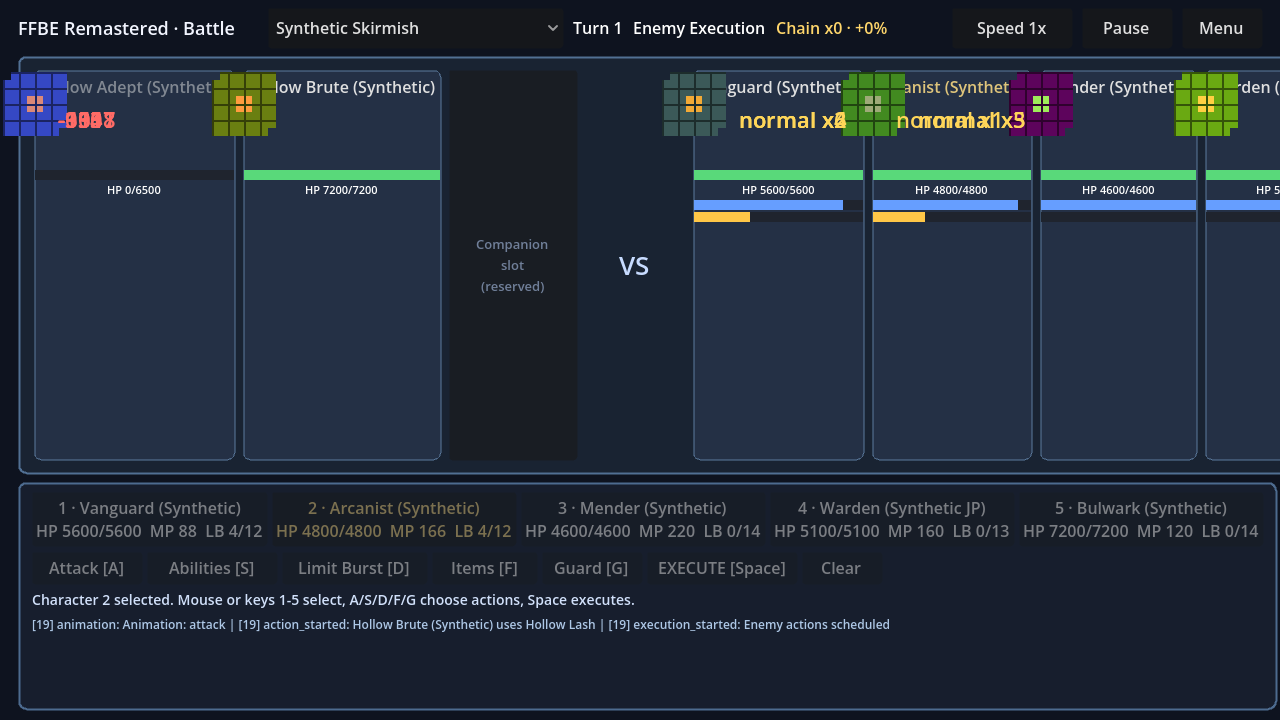 FFBE Remastered · Battle
Synthetic Skirmish
Turn 1 Enemy Execution Chain x0 · +0%
Speed 1x
Pause
Menu
HP 0/6500
Brute (Synthetic)
HP 7200/7200
Companion
slot
(reserved)
VS
normal
HP 5600/5600
HP 4800/4800
HP 4600/4600
1 · Vanguard (Synthetic)
HP 5600/5600 MP 88 LB 4/12
2 · Arcanist (Synthetic)
HP 4800/4800 MP 166 LB 4/12
3 · Mender (Synthetic)
HP 4600/4600 MP 220 LB 0/14
4 · Warden (Synthetic JP)
HP 5100/5100 MP 160 LB 0/13
5 · Bulwark (Synthetic)
HP 7200/7200 MP 120 LB 0/14
Attack [A]
Abilities [S]
Limit Burst [D]
Items [F]
Guard [G]
EXECUTE [Space]
Clear
Character 2 selected. Mouse or keys 1-5 select, A/S/D/F/G choose actions, Space executes.
[19] animation: Animation: attack | [19] action_started: Hollow Brute (Synthetic) uses Hollow Lash | [19] execution_started: Enemy actions scheduled